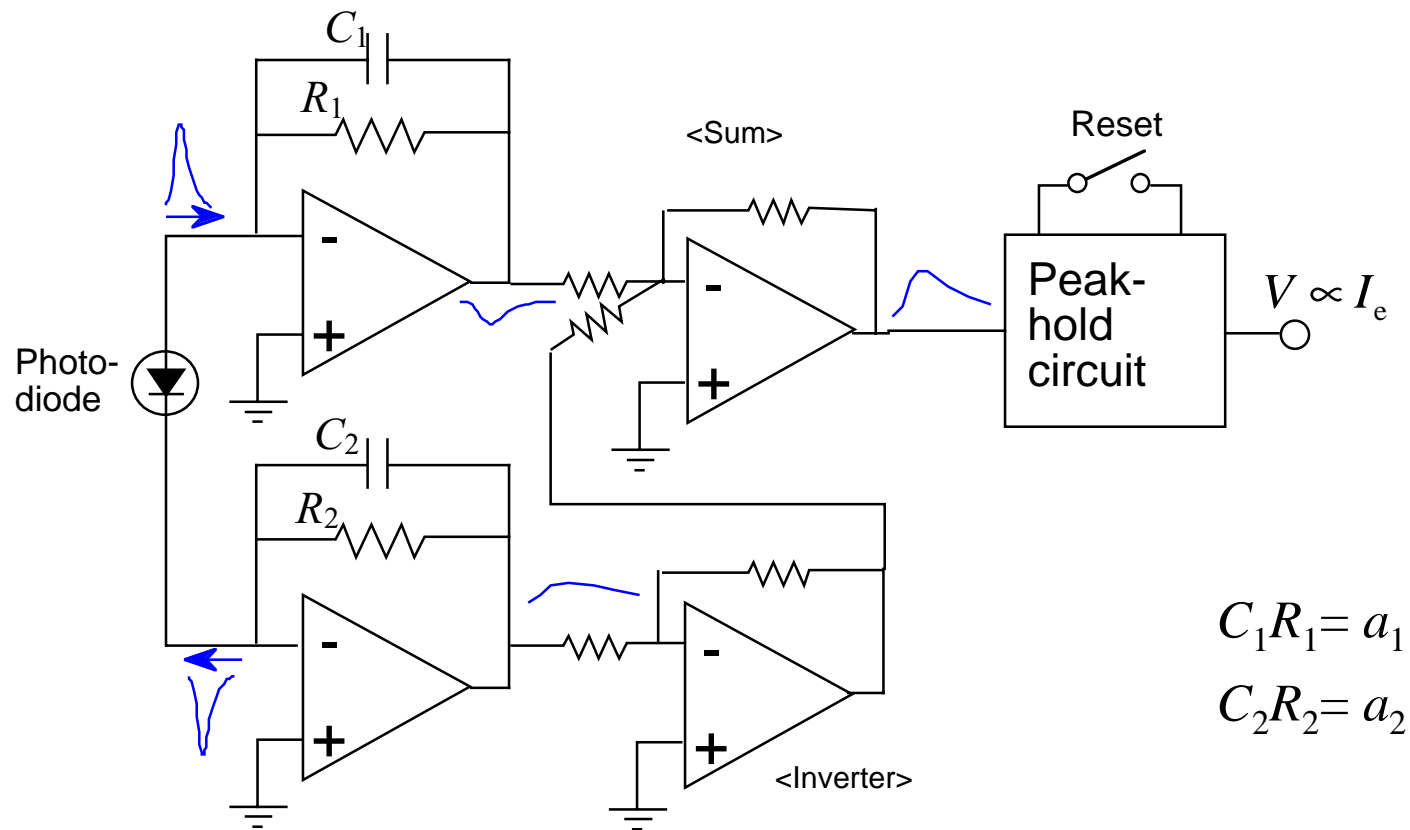 C₁
R₁
<Sum>
Reset
-
+
-
+
Peak-
hold
circuit
V ∝ Iₑ
Photo-
diode
C₂
R₂
-
+
-
+
<Inverter>
C₁R₁= a₁
C₂R₂= a₂